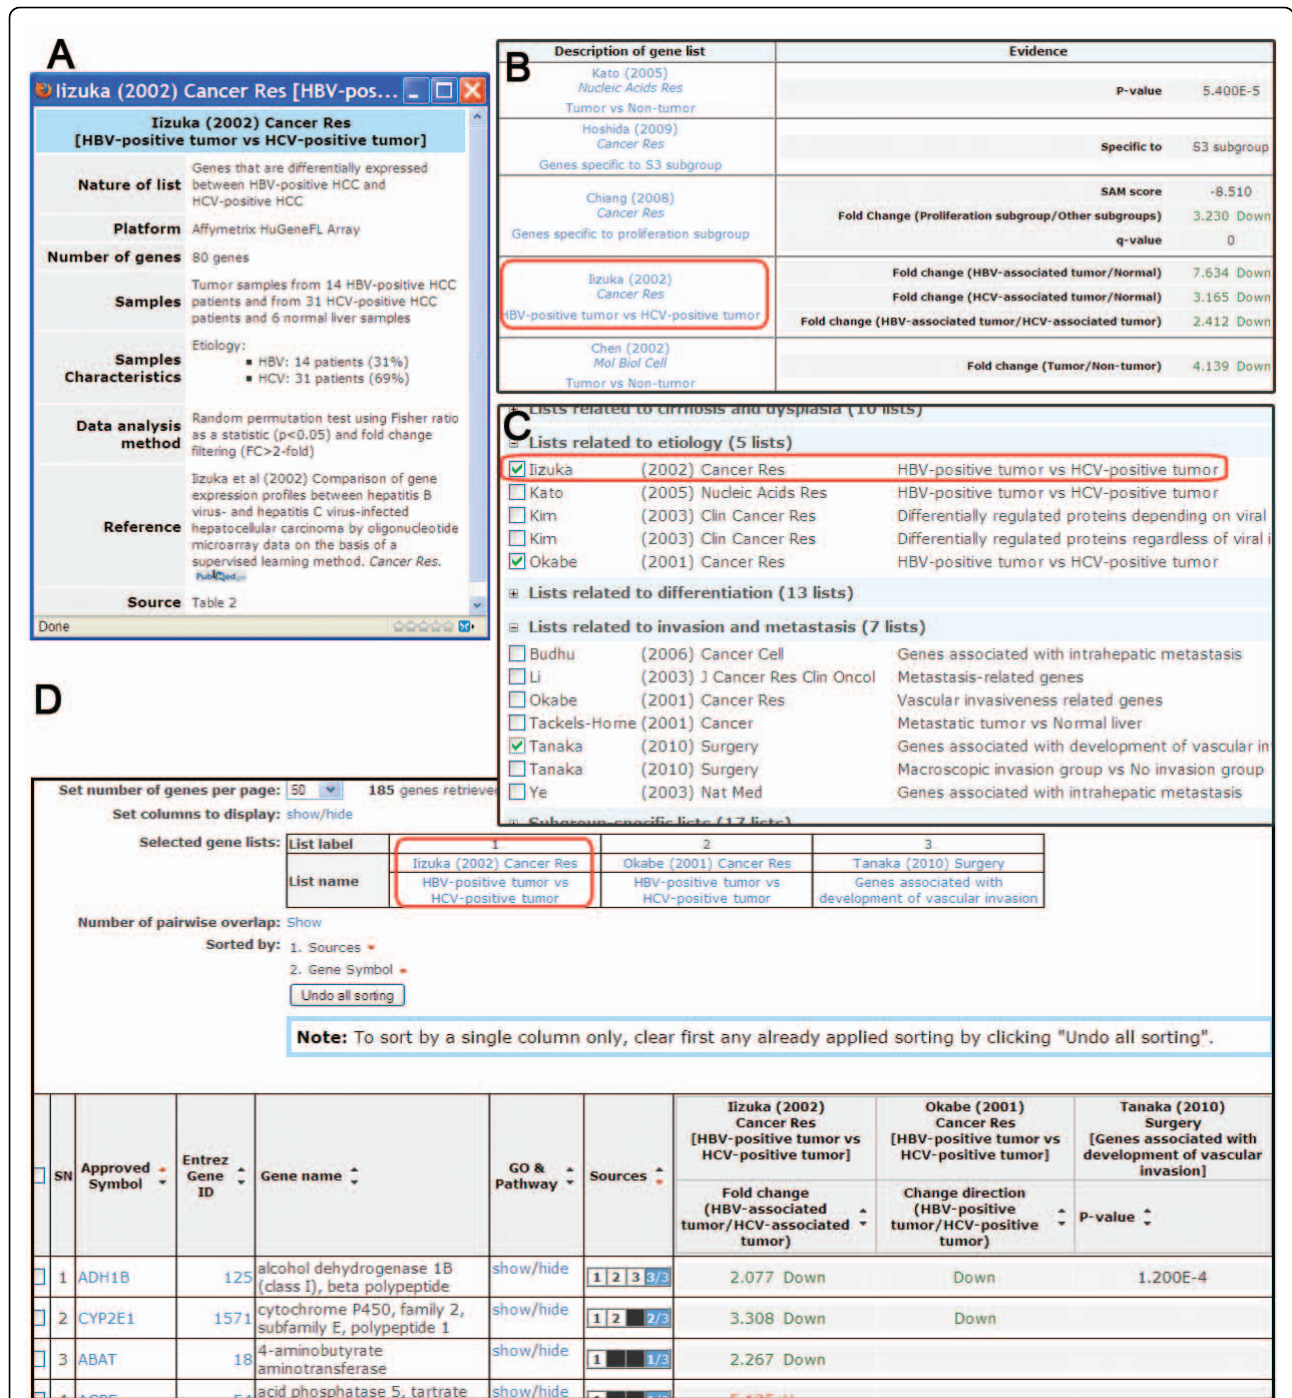 A
Iizuka (2002) Cancer Res [HBV-pos...
Iizuka (2002) Cancer Res
[HBV-positive tumor vs HCV-positive tumor]
Nature of list Genes that are differentially expressed
between HBV-positive HCC and
HCV-positive HCC
Platform Affymetrix HuGeneFL Array
Number of genes 80 genes
Samples Tumor samples from 14 HBV-positive HCC
patients and from 31 HCV-positive HCC
patients and 6 normal liver samples
Samples Characteristics Etiology:
▪ HBV: 14 patients (31%)
▪ HCV: 31 patients (69%)
Data analysis method Random permutation test using Fisher ratio
as a statistic (p<0.05) and fold change
filtering (FC>2-fold)
Reference Iizuka et al (2002) Comparison of gene
expression profiles between hepatitis B
virus- and hepatitis C virus-infected
hepatocellular carcinoma by oligonucleotide
microarray data on the basis of a
supervised learning method. Cancer Res.
Source Table 2
Done
B
Description of gene list Evidence
Kato (2005)
Nucleic Acids Res
Tumor vs Non-tumor
P-value 5.400E-5
Hoshida (2009)
Cancer Res
Genes specific to S3 subgroup
Specific to S3 subgroup
Chiang (2008)
Cancer Res
Genes specific to proliferation subgroup
SAM score -8.510
Fold Change (Proliferation subgroup/Other subgroups) 3.230 Down
q-value 0
Iizuka (2002)
Cancer Res
HBV-positive tumor vs HCV-positive tumor
Fold change (HBV-associated tumor/Normal) 7.634 Down
Fold change (HCV-associated tumor/Normal) 3.165 Down
Fold change (HBV-associated tumor/HCV-associated tumor) 2.412 Down
Chen (2002)
Mol Biol Cell
Tumor vs Non-tumor
Fold change (Tumor/Non-tumor) 4.139 Down
C
Lists related to cirrhosis and dysplasia (10 lists)
Lists related to etiology (5 lists)
Iizuka (2002) Cancer Res HBV-positive tumor vs HCV-positive tumor
Kato (2005) Nucleic Acids Res HBV-positive tumor vs HCV-positive tumor
Kim (2003) Clin Cancer Res Differentially regulated proteins depending on viral
Kim (2003) Clin Cancer Res Differentially regulated proteins regardless of viral i
Okabe (2001) Cancer Res HBV-positive tumor vs HCV-positive tumor
Lists related to differentiation (13 lists)
Lists related to invasion and metastasis (7 lists)
Budhu (2006) Cancer Cell Genes associated with intrahepatic metastasis
Li (2003) J Cancer Res Clin Oncol Metastasis-related genes
Okabe (2001) Cancer Res Vascular invasiveness related genes
Tackels-Horne (2001) Cancer Metastatic tumor vs Normal liver
Tanaka (2010) Surgery Genes associated with development of vascular in
Tanaka (2010) Surgery Macroscopic invasion group vs No invasion group
Ye (2003) Nat Med Genes associated with intrahepatic metastasis
Subgroup-specific lists (17 lists)
D
Set number of genes per page: 50 185 genes retrieved
Set columns to display: show/hide
Selected gene lists: List label 1 2 3
List name Iizuka (2002) Cancer Res Okabe (2001) Cancer Res Tanaka (2010) Surgery
HBV-positive tumor vs HBV-positive tumor vs Genes associated with
HCV-positive tumor HCV-positive tumor development of vascular invasion
Number of pairwise overlap: Show
Sorted by: 1. Sources
2. Gene Symbol
Undo all sorting
Note: To sort by a single column only, clear first any already applied sorting by clicking "Undo all sorting".
SN Approved Symbol Entrez Gene ID Gene name GO & Pathway Sources
Iizuka (2002) Cancer Res [HBV-positive tumor vs HCV-positive tumor] Okabe (2001) Cancer Res [HBV-positive tumor vs HCV-positive tumor] Tanaka (2010) Surgery [Genes associated with development of vascular invasion]
Fold change (HBV-associated tumor/HCV-associated tumor) Change direction (HBV-positive tumor/HCV-positive tumor) P-value
1 ADH1B 125 alcohol dehydrogenase 1B (class I), beta polypeptide show/hide 1 2 3 3/3 2.077 Down Down 1.200E-4
2 CYP2E1 1571 cytochrome P450, family 2, subfamily E, polypeptide 1 show/hide 1 2 2/3 3.308 Down Down
3 ABAT 18 4-aminobutyrate aminotransferase show/hide 1 1/3 2.267 Down
acid phosphatase 5, tartrate show/hide